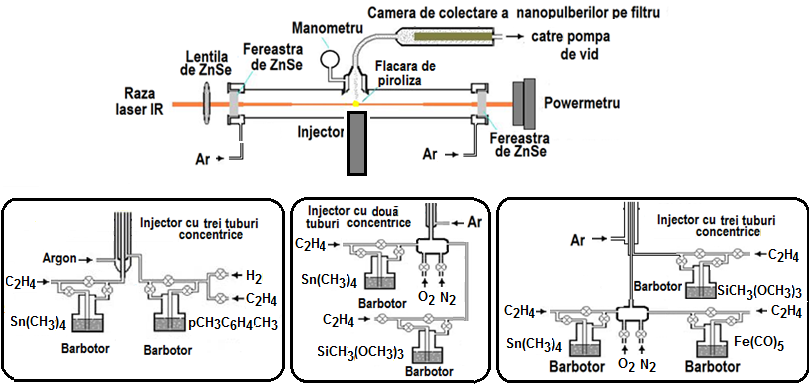 Camera de colectare a nanopulberilor pe filtru
Manometru
catre pompa
de vid
Lentila
de ZnSe
Fereastra
de ZnSe
Flacara de
piroliza
Raza
laser IR
Powermetru
Injector
Fereastra
de ZnSe
Ar
Ar
Injector cu trei tuburi
concentrice
Argon
C2H4
H2
C2H4
Sn(CH3)4
pCH3C6H4CH3
Barbotor
Barbotor
Injector cu două
tuburi concentrice
Ar
C2H4
Sn(CH3)4
Barbotor
O2 N2
C2H4
SiCH3(OCH3)3
Barbotor
Injector cu trei tuburi
concentrice
Ar
C2H4
Barbotor
SiCH3(OCH3)3
C2H4
C2H4
Sn(CH3)4
Fe(CO)5
O2 N2
Barbotor
Barbotor